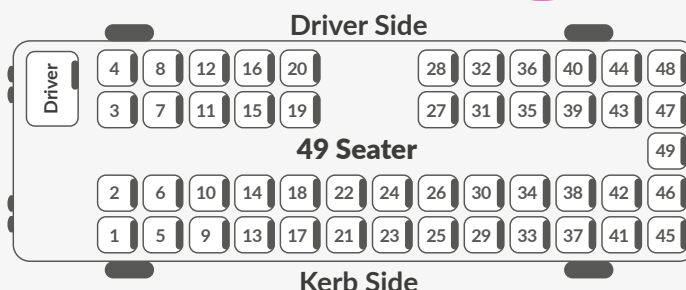 Driver Side
Driver
4 8 12 16 20 28 32 36 40 44 48
3 7 11 15 19 27 31 35 39 43 47
49 Seater 49
2 6 10 14 18 22 24 26 30 34 38 42 46
1 5 9 13 17 21 23 25 29 33 37 41 45
Kerb Side